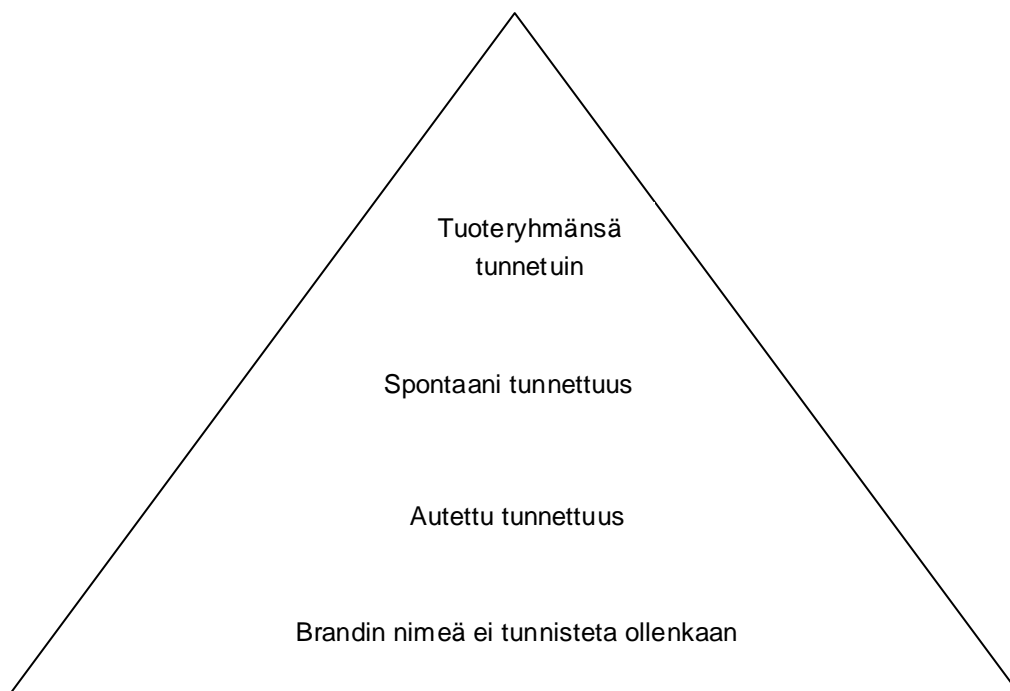 Tuoteryhmänsä
tunnetuin
Spontaani tunnettuus
Autettu tunnettuus
Brandin nimeä ei tunnisteta ollenkaan